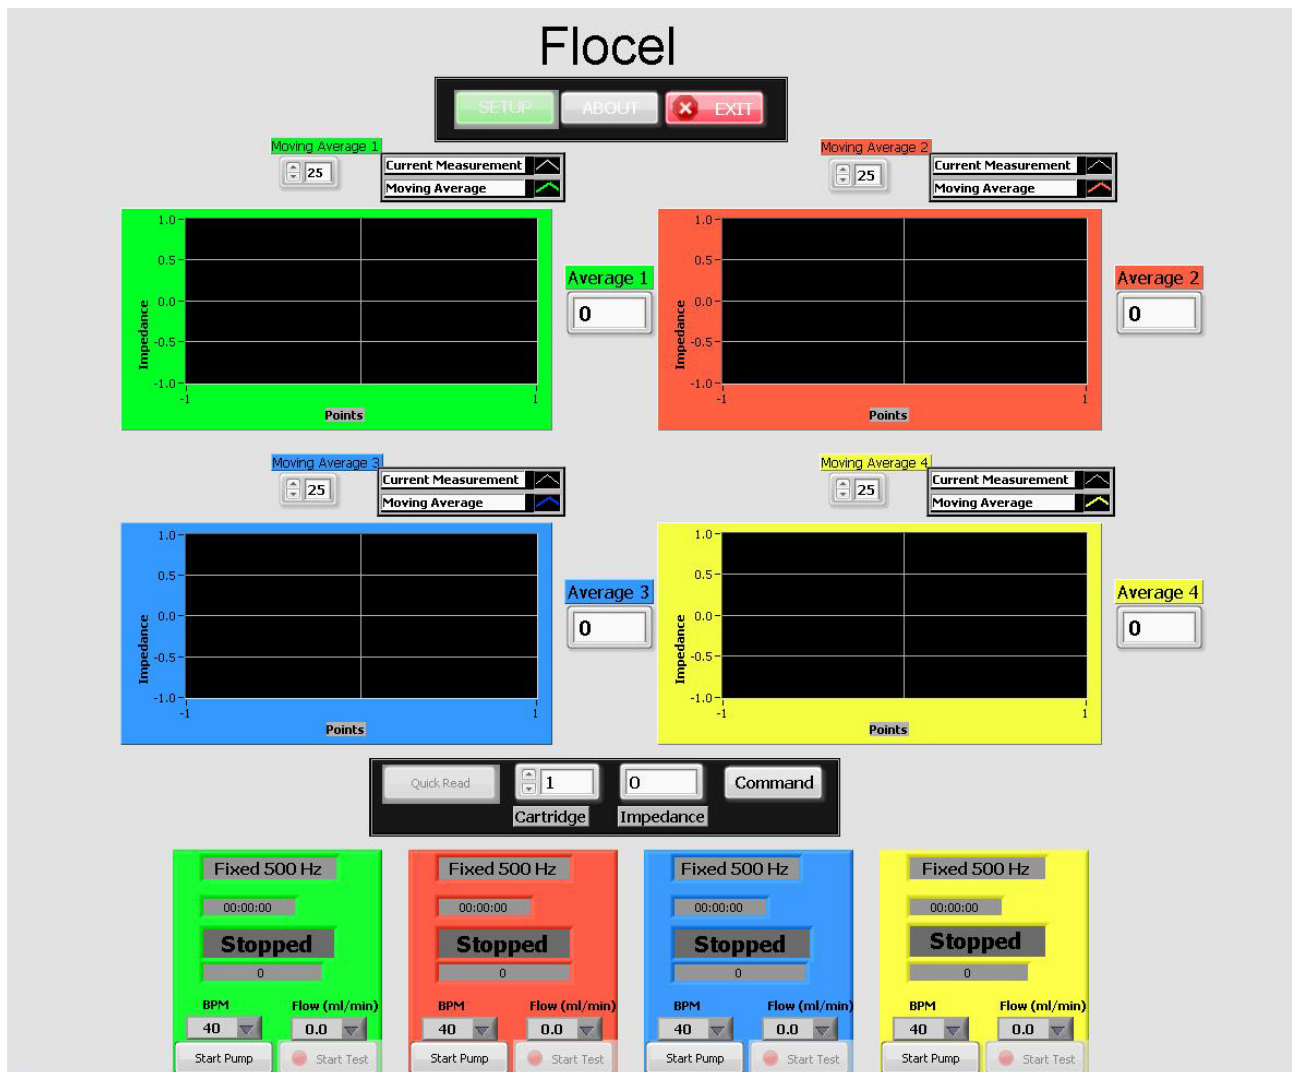 Flocel
SETUP ABOUT EXIT
Moving Average 1
25
Current Measurement
Moving Average
1.0
0.5
0.0
-0.5
-1.0
Impedance
-1 1
Points
Average 1
0
Moving Average 2
25
Current Measurement
Moving Average
1.0
0.5
0.0
-0.5
-1.0
Impedance
-1 1
Points
Average 2
0
Moving Average 3
25
Current Measurement
Moving Average
1.0
0.5
0.0
-0.5
-1.0
Impedance
-1 1
Points
Average 3
0
Moving Average 4
25
Current Measurement
Moving Average
1.0
0.5
0.0
-0.5
-1.0
Impedance
-1 1
Points
Average 4
0
Quick Read 1 0 Command
Cartridge Impedance
Fixed 500 Hz
00:00:00
Stopped
0
BPM Flow (ml/min)
40 0.0
Start Pump Start Test
Fixed 500 Hz
00:00:00
Stopped
0
BPM Flow (ml/min)
40 0.0
Start Pump Start Test
Fixed 500 Hz
00:00:00
Stopped
0
BPM Flow (ml/min)
40 0.0
Start Pump Start Test
Fixed 500 Hz
00:00:00
Stopped
0
BPM Flow (ml/min)
40 0.0
Start Pump Start Test